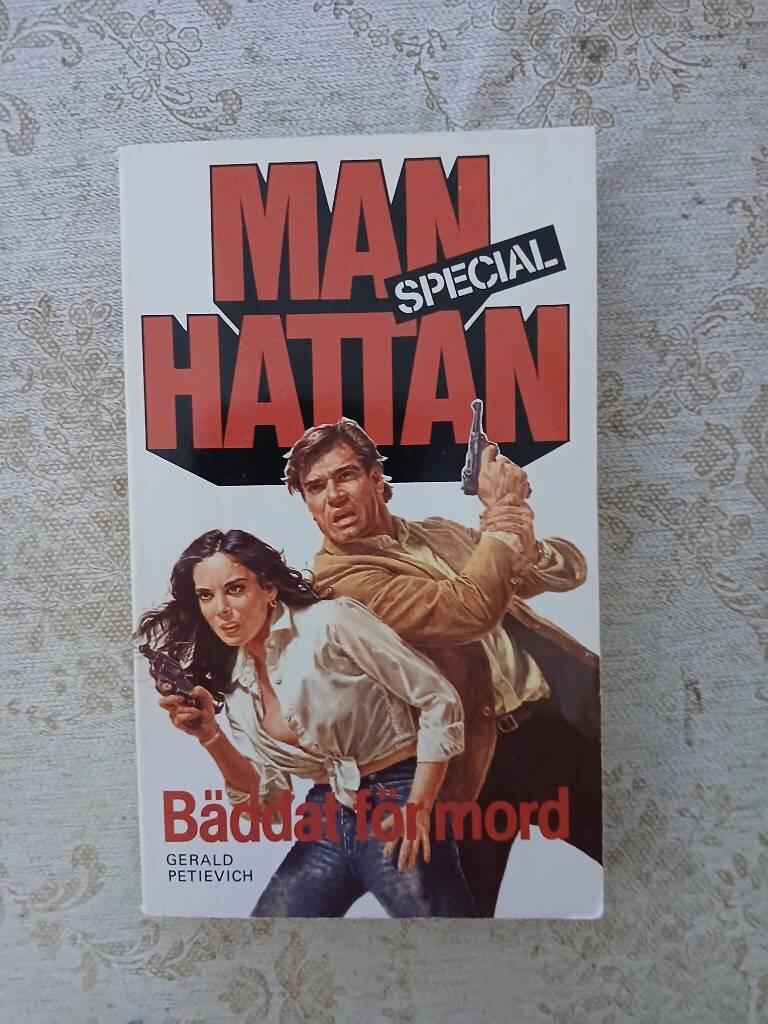 MAN
SPECIAL
HATTAN
Bäddat för mord
GERALD
PETIEVICH